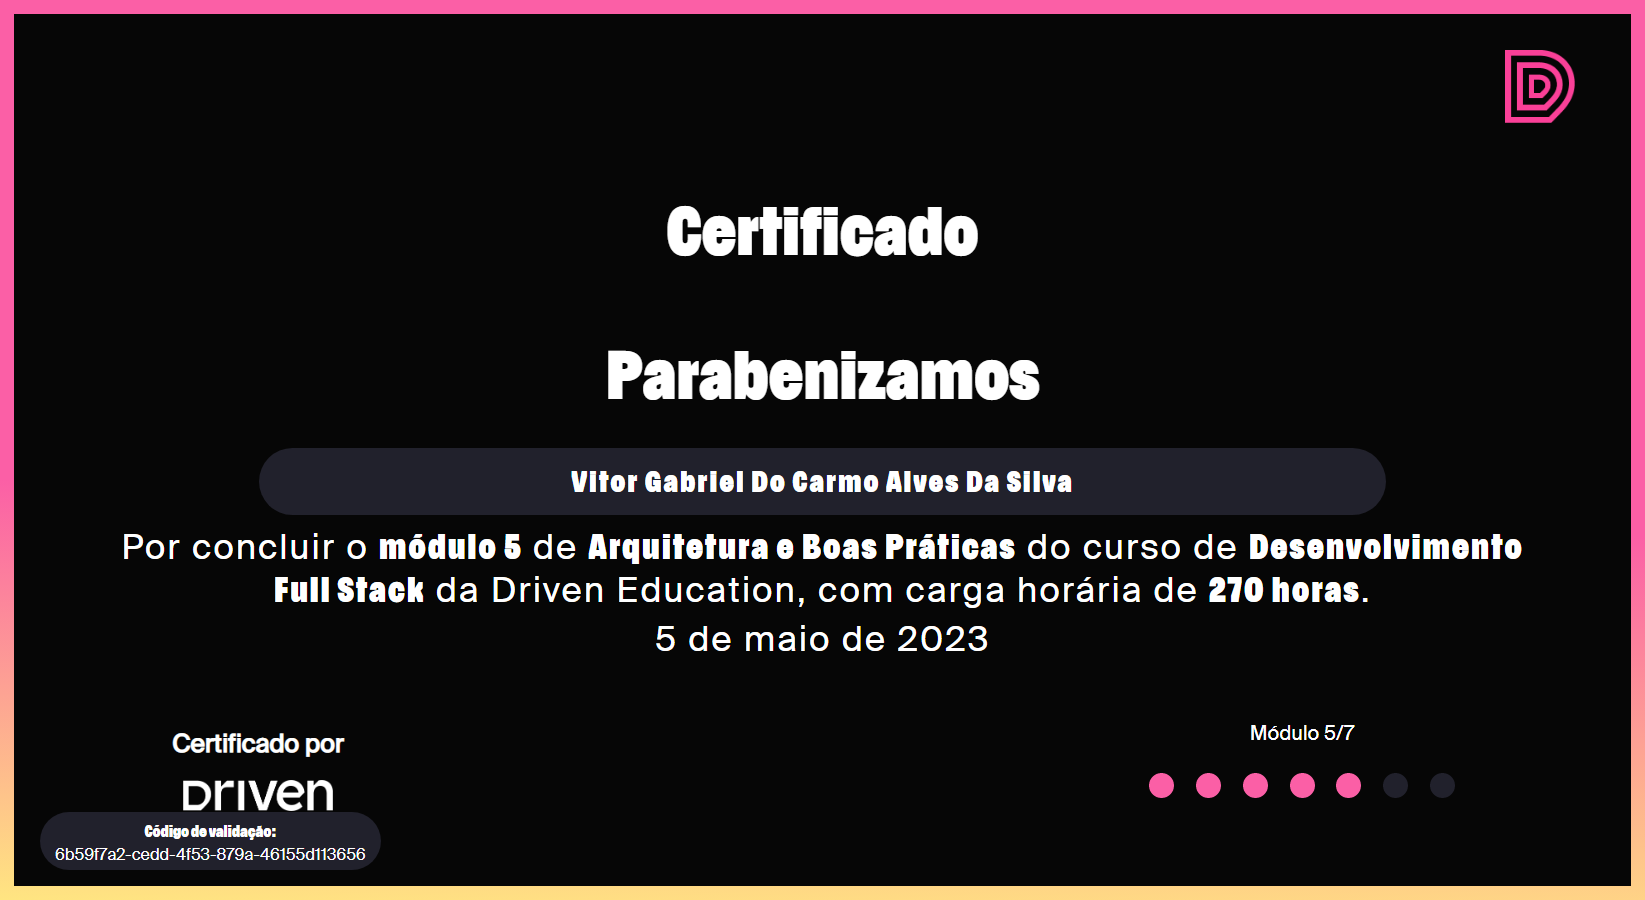 Certificado
Parabenizamos
Vitor Gabriel Do Carmo Alves Da Silva
Por concluir o módulo 5 de Arquitetura e Boas Práticas do curso de Desenvolvimento
Full Stack da Driven Education, com carga horária de 270 horas.
5 de maio de 2023
Certificado por
Driven
Código de validação:
6b59f7a2-cedd-4f53-879a-46155d113656
Módulo 5/7